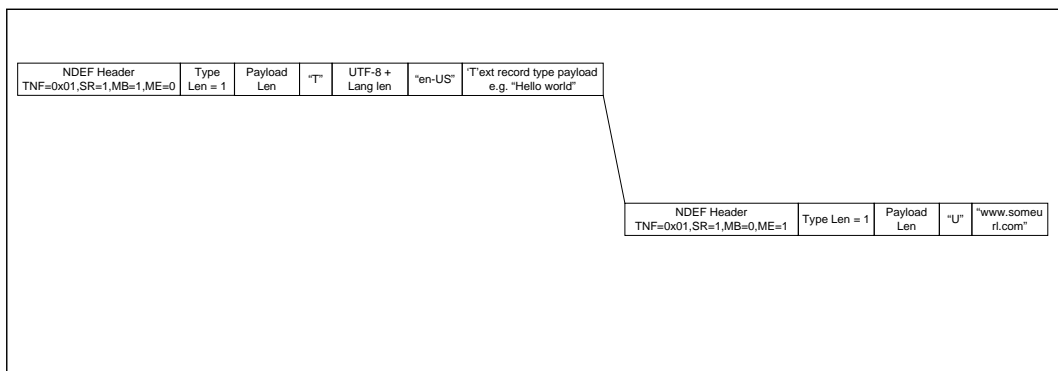 NDEF Header
TNF=0x01,SR=1,MB=1,ME=0
Type
Len = 1
Payload
Len
“T”
UTF-8 +
Lang len
“en-US”
‘T’ext record type payload
e.g. “Hello world”
NDEF Header
TNF=0x01,SR=1,MB=0,ME=1
Type Len = 1
Payload
Len
“U”
“www.someu
rl.com”